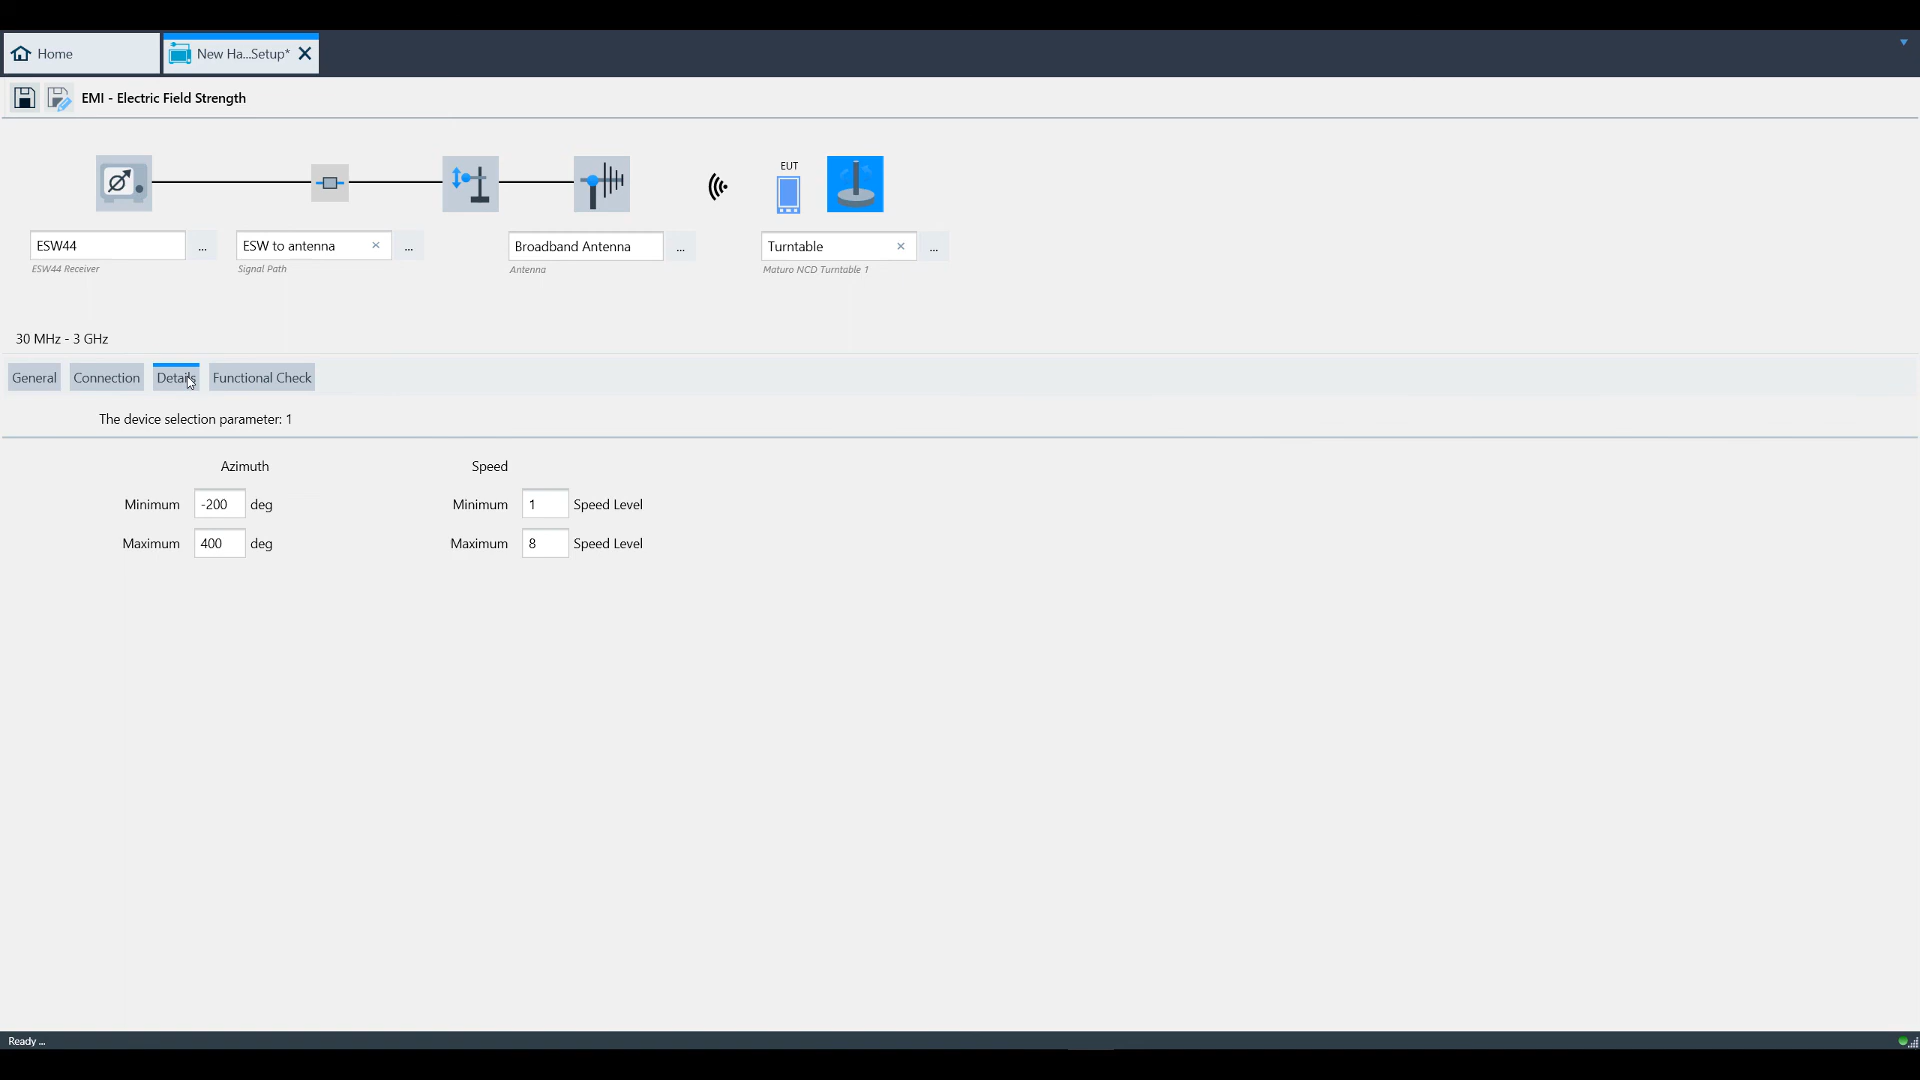 Home
New Ha...Setup*
EMI - Electric Field Strength
EUT
ESW44 ...
ESW44 Receiver
ESW to antenna ...
Signal Path
Broadband Antenna ...
Antenna
Turntable ...
Maturo NCD Turntable 1
30 MHz - 3 GHz
General Connection Details Functional Check
The device selection parameter: 1
Azimuth Speed
Minimum -200 deg Minimum 1 Speed Level
Maximum 400 deg Maximum 8 Speed Level
Ready ...